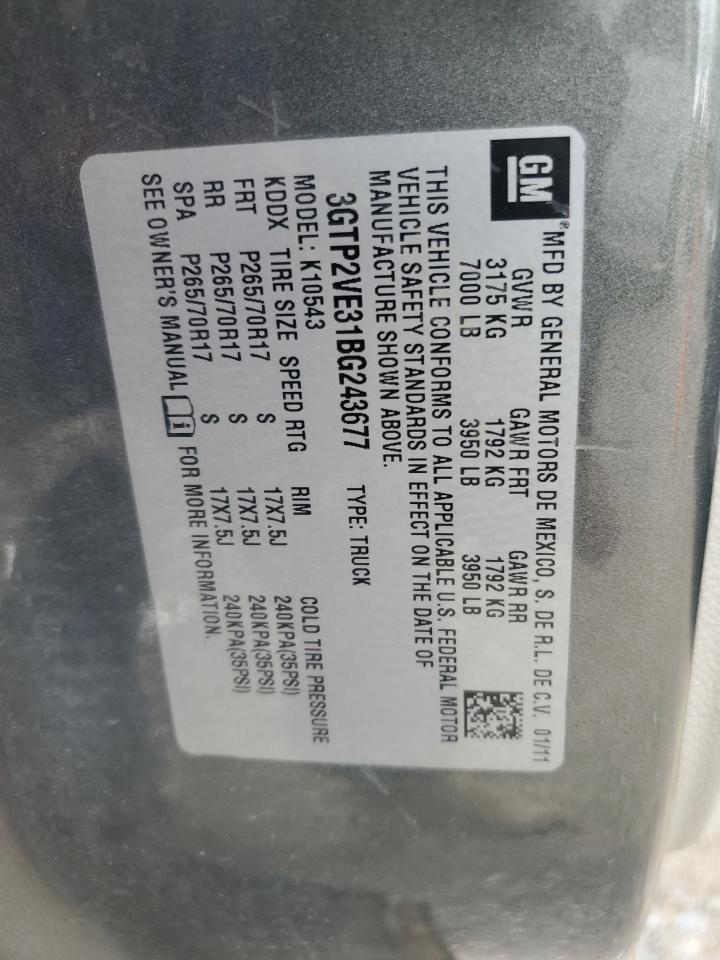 GM
®MFD BY GENERAL MOTORS DE MEXICO, S. DE R.L. DE C.V. 01/11
GVWR GAWR FRT GAWR RR
3175 KG 1792 KG 1792 KG
7000 LB 3950 LB 3950 LB
THIS VEHICLE CONFORMS TO ALL APPLICABLE U.S. FEDERAL MOTOR
VEHICLE SAFETY STANDARDS IN EFFECT ON THE DATE OF
MANUFACTURE SHOWN ABOVE.
3GTP2VE31BG243677 TYPE: TRUCK
MODEL: K10543
KDDX TIRE SIZE SPEED RTG RIM COLD TIRE PRESSURE
FRT P265/70R17 S 17X7.5J 240KPA(35PSI)
RR P265/70R17 S 17X7.5J 240KPA(35PSI)
SPA P265/70R17 S 17X7.5J 240KPA(35PSI)
SEE OWNER'S MANUAL FOR MORE INFORMATION.